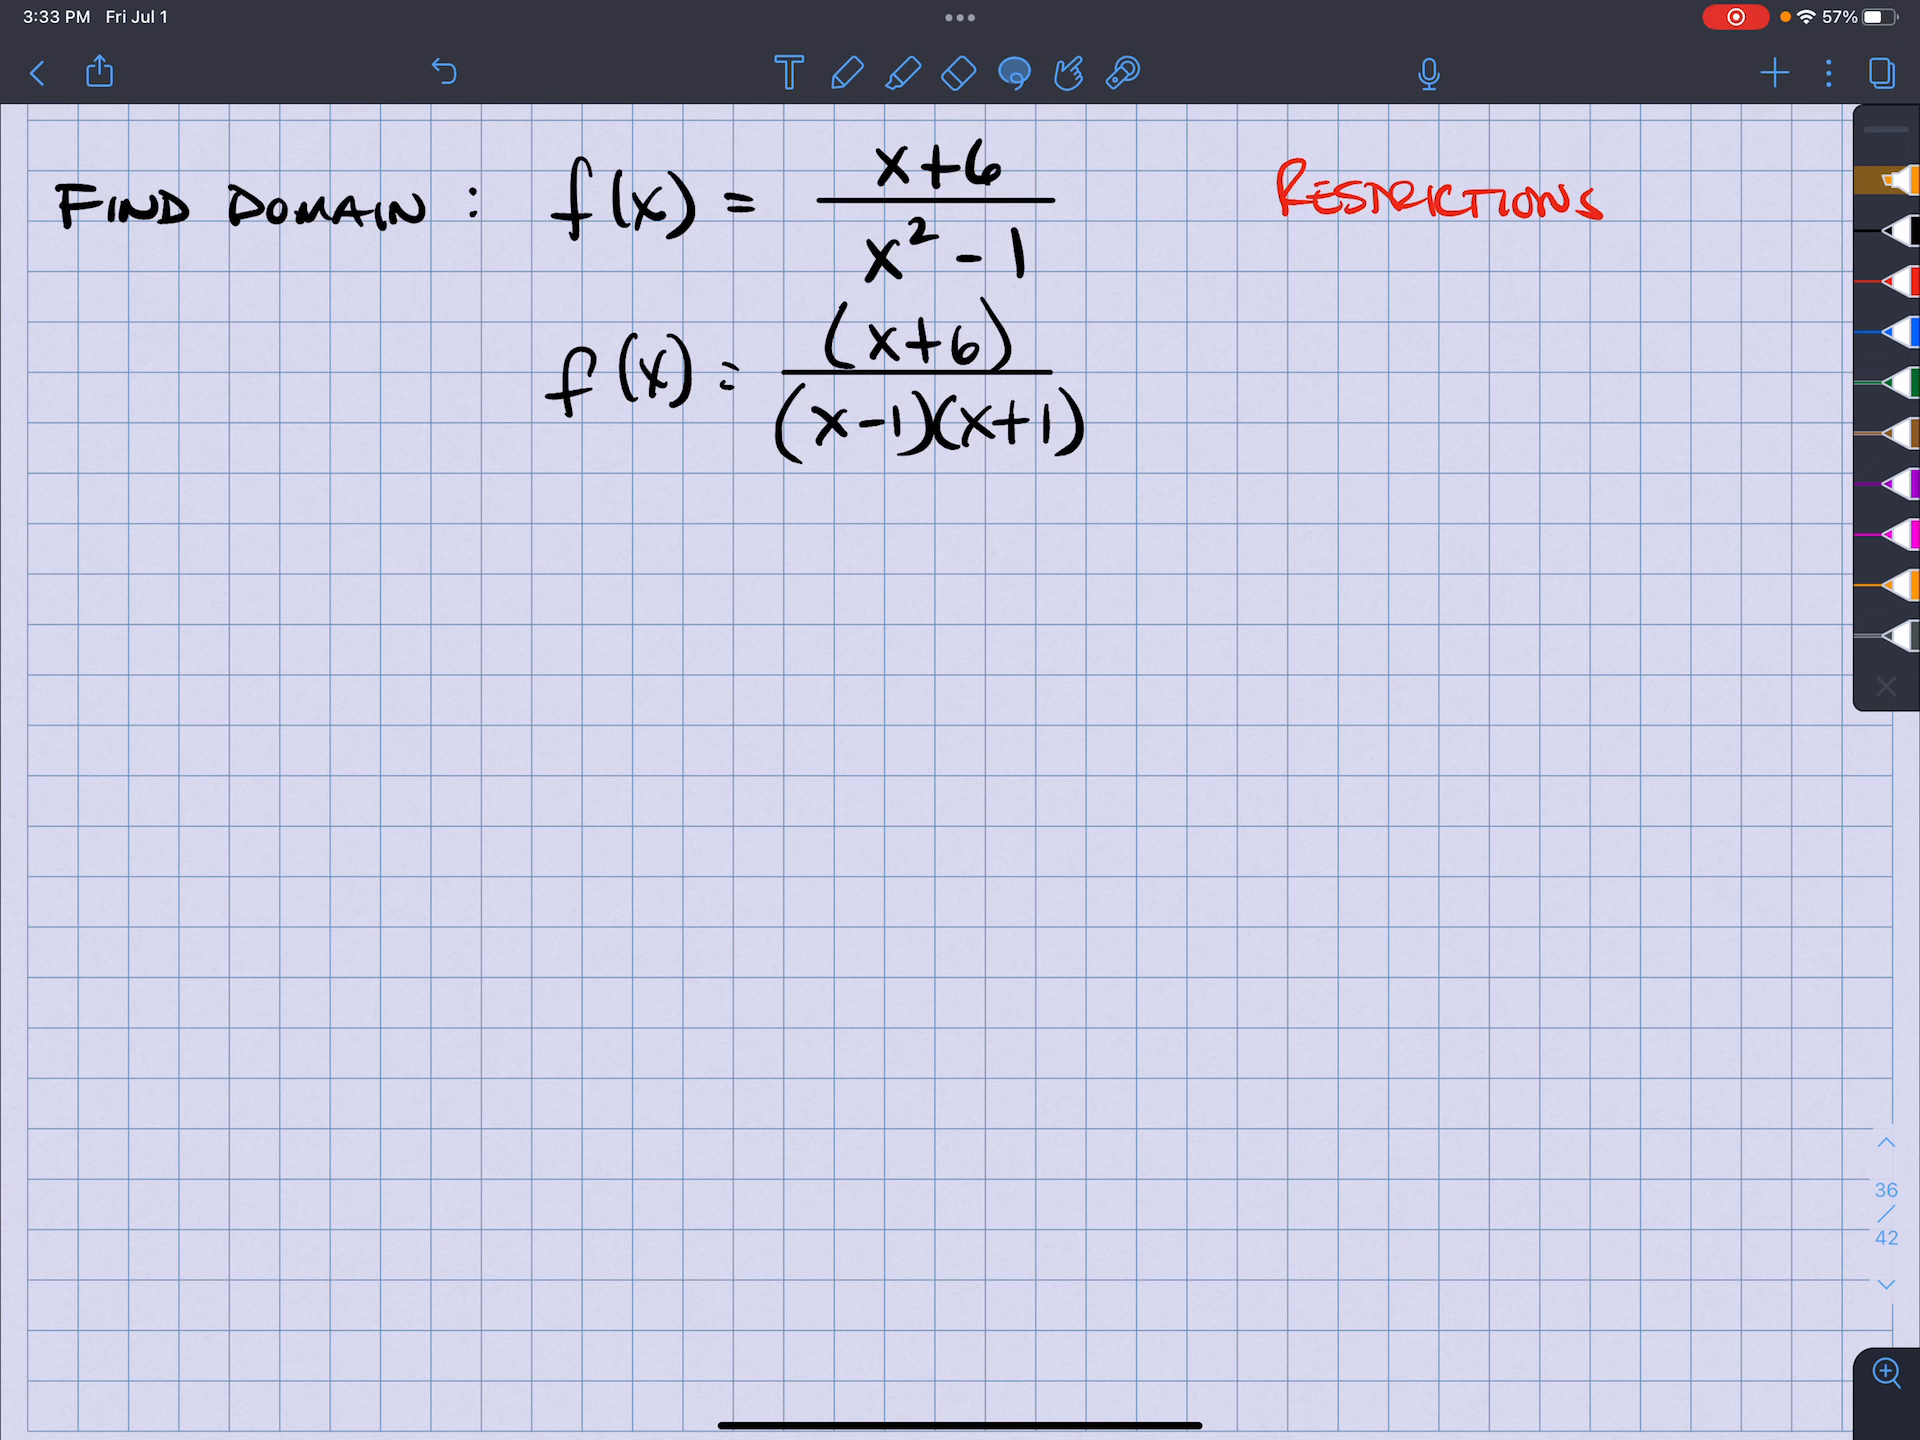 3:33 PM Fri Jul 1
57%
FIND DOMAIN : f(x) = x+6 / x² - 1
RESTRICTIONS
f(x) = (x+6) / (x-1)(x+1)
36
/
42